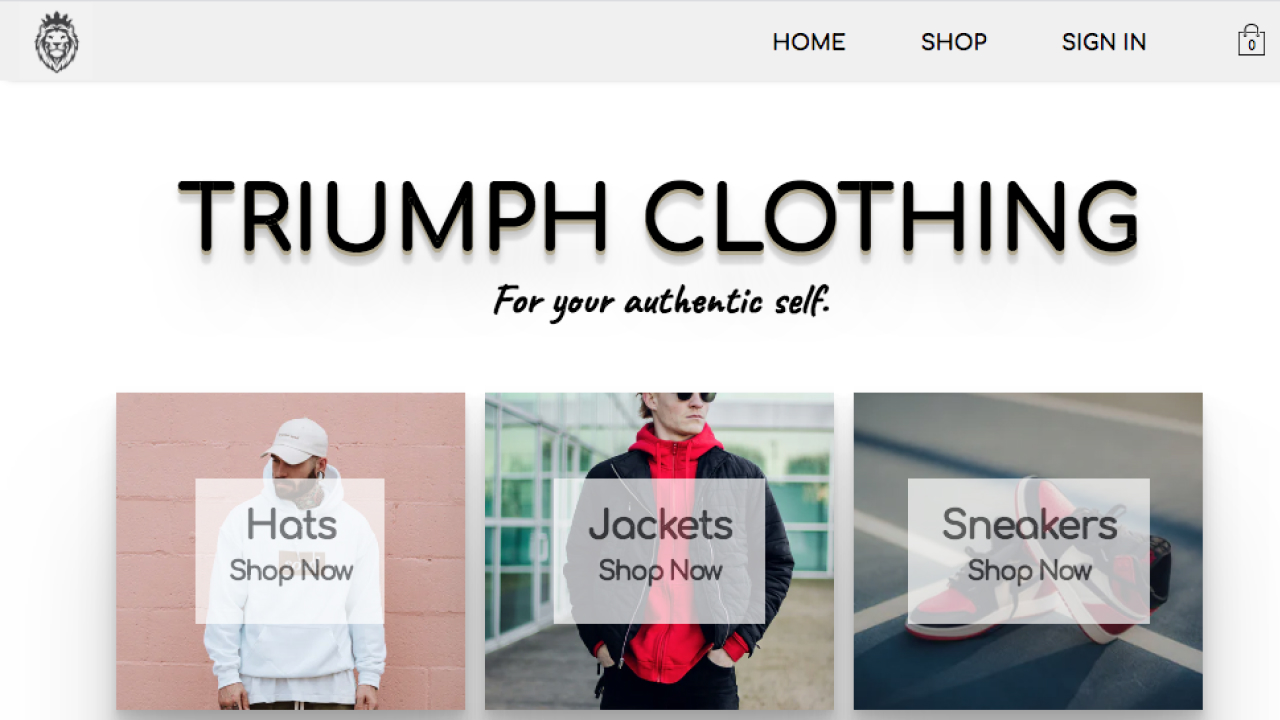 HOME SHOP SIGN IN 0
TRIUMPH CLOTHING
For your authentic self.
Hats
Shop Now
Jackets
Shop Now
Sneakers
Shop Now